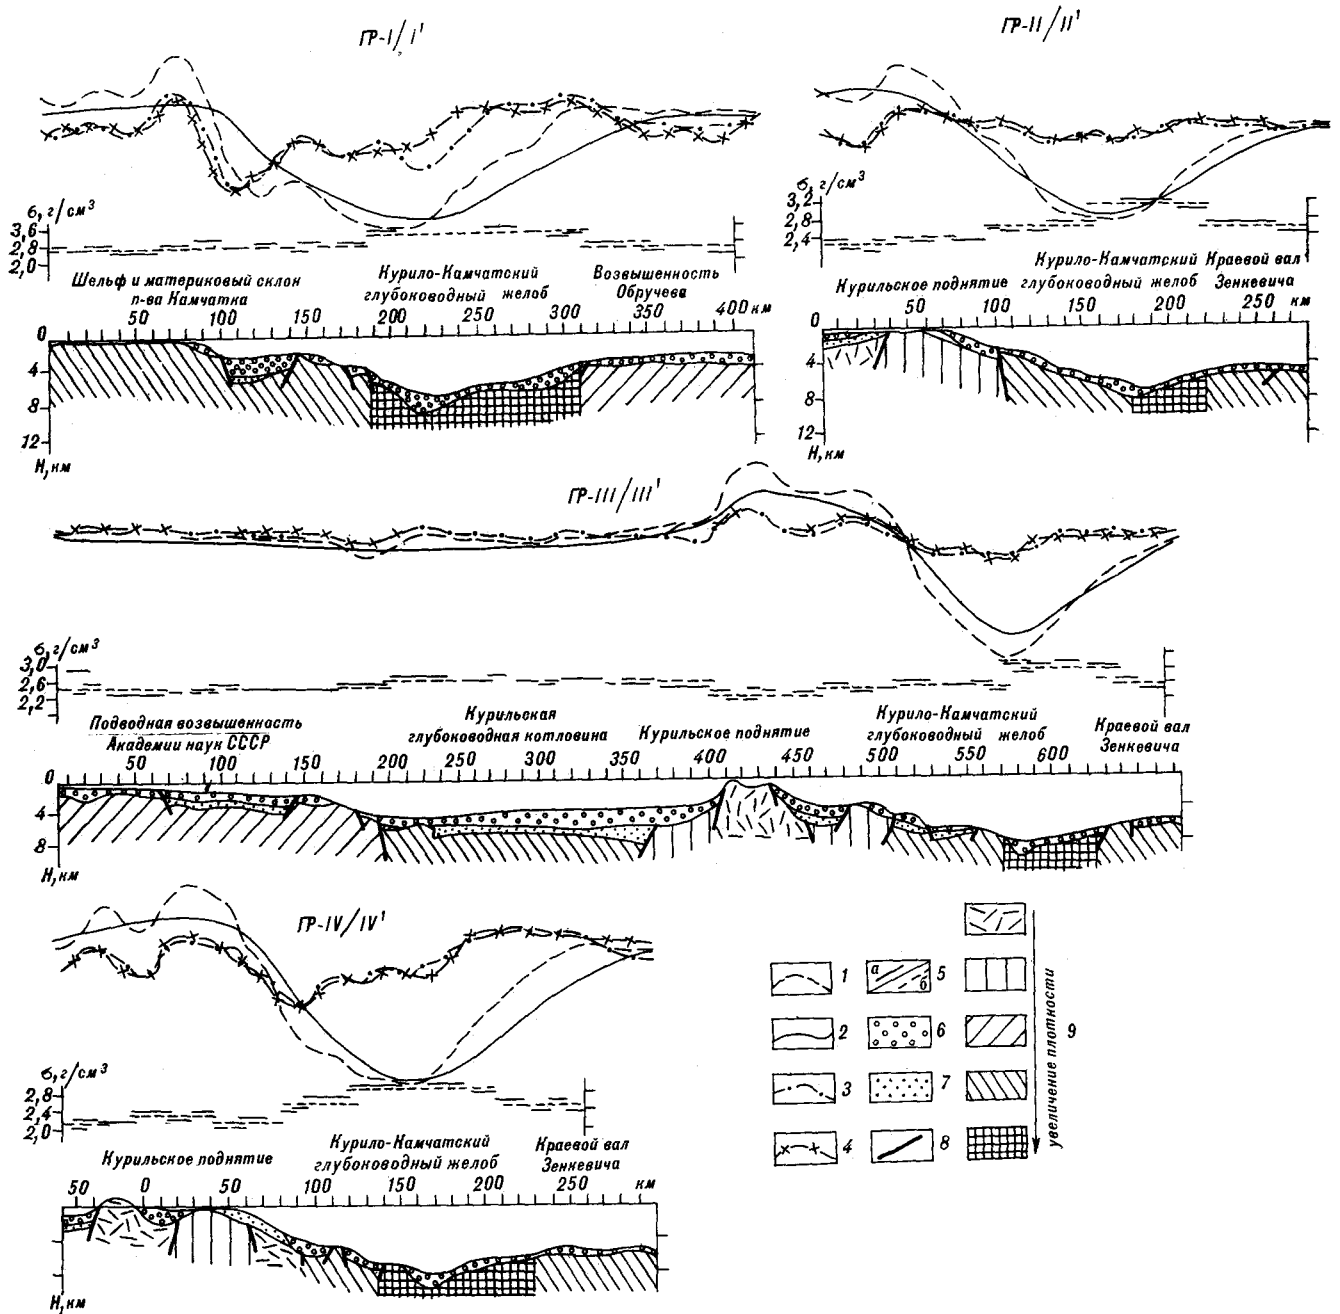 ГР-I/I'
ГР-II/II'
σ, г/см³
3,6
2,8
2,0
Шельф и материковый склон
п-ва Камчатка
Курило-Камчатский
глубоководный желоб
Возвышенность
Обручева
0 50 100 150 200 250 300 350 400 км
4
8
12
H, км
σ, г/см³
3,2
2,8
2,4
Курильское поднятие
Курило-Камчатский
глубоководный желоб
Краевой вал
Зенкевича
0 50 100 150 200 250 км
4
8
12
H, км
ГР-III/III'
σ, г/см³
3,0
2,6
2,2
Подводная возвышенность
Академии наук СССР
Курильская
глубоководная котловина
Курильское поднятие
Курило-Камчатский
глубоководный желоб
Краевой вал
Зенкевича
0 50 100 150 200 250 300 350 400 450 500 550 600
4
8
H, км
ГР-IV/IV'
σ, г/см³
2,8
2,4
2,0
Курильское поднятие
Курило-Камчатский
глубоководный желоб
Краевой вал
Зенкевича
50 0 50 100 150 200 250 км
H, км
1
2
3
4
а
б
5
6
7
8
увеличение плотности
9